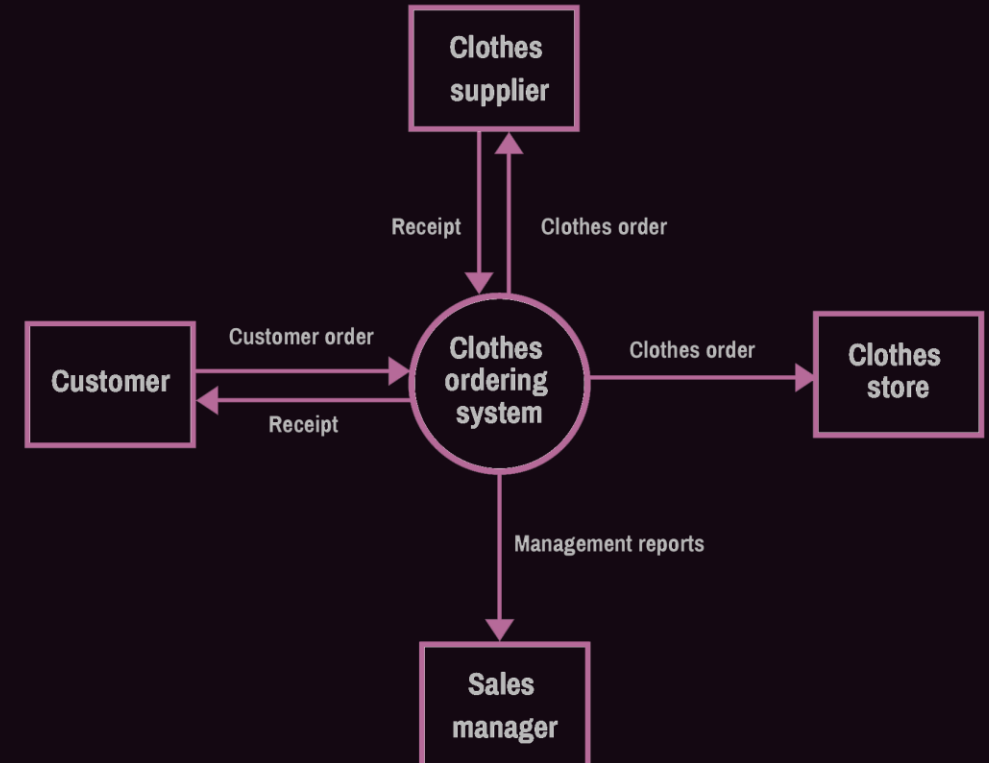 Clothes
supplier
Receipt
Clothes order
Customer order
Customer
Receipt
Clothes
ordering
system
Clothes order
Clothes
store
Management reports
Sales
manager